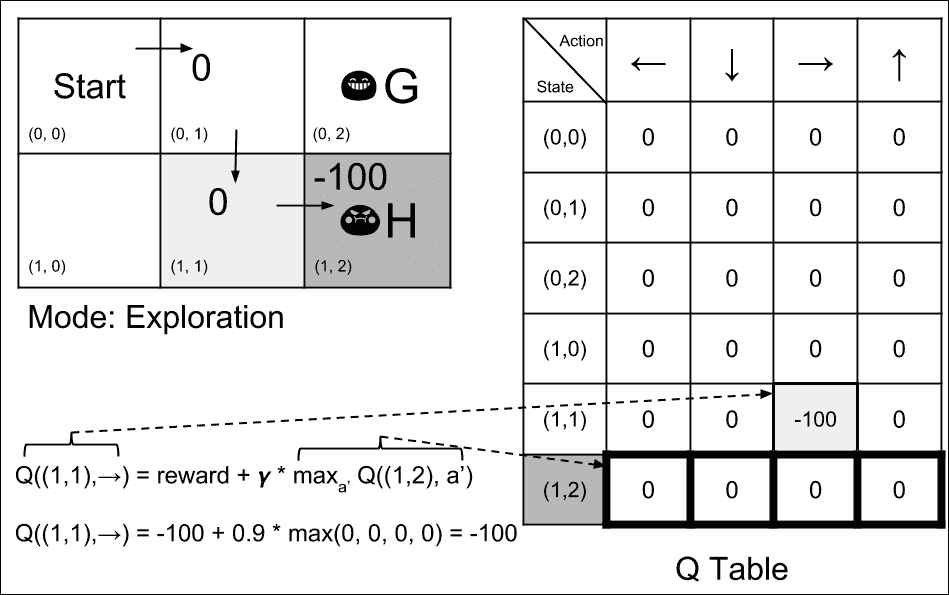 Start
0
G
(0, 0)
(0, 1)
(0, 2)
0
-100
H
(1, 0)
(1, 1)
(1, 2)
Mode: Exploration
Action
State
← ↓ → ↑
(0,0) 0 0 0 0
(0,1) 0 0 0 0
(0,2) 0 0 0 0
(1,0) 0 0 0 0
(1,1) 0 0 -100 0
(1,2) 0 0 0 0
Q((1,1),→) = reward + γ * maxa' Q((1,2), a’)
Q((1,1),→) = -100 + 0.9 * max(0, 0, 0, 0) = -100
Q Table